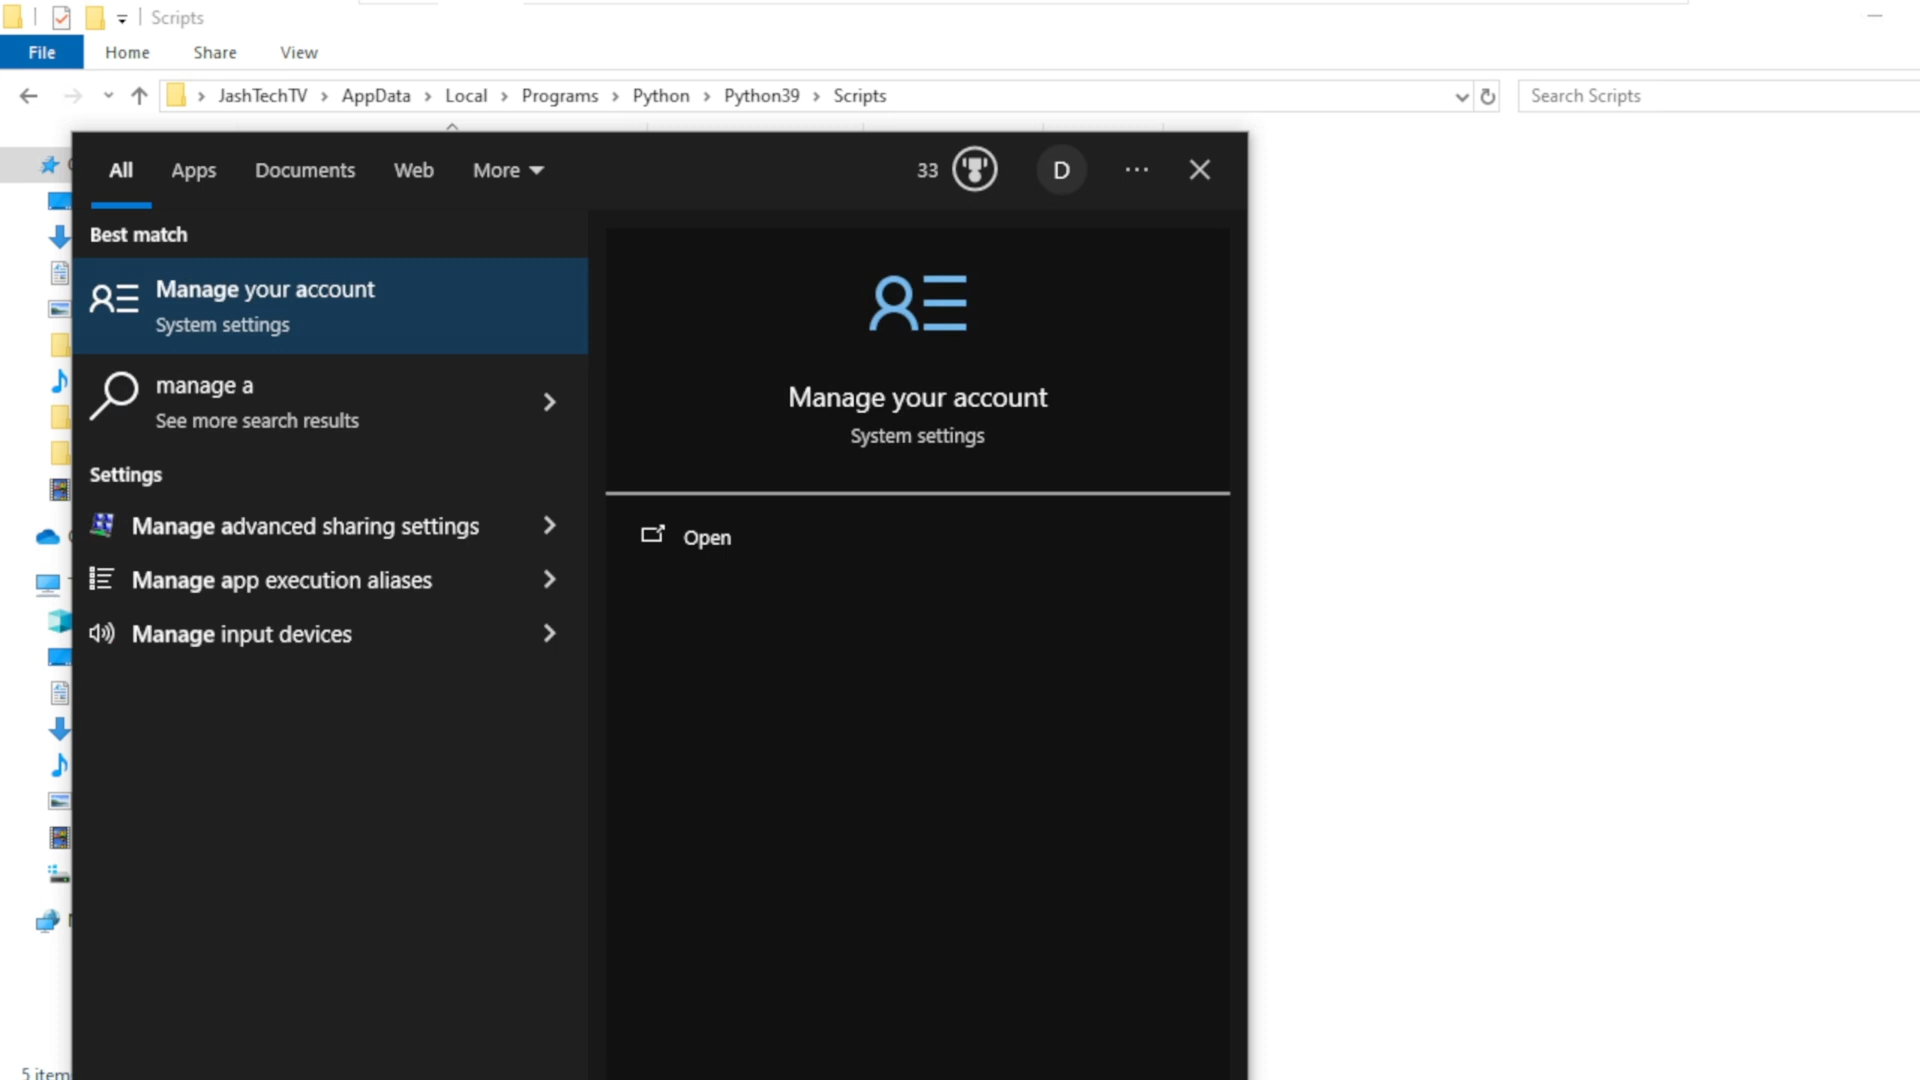 Scripts
File Home Share View
JashTechTV > AppData > Local > Programs > Python > Python39 > Scripts
Search Scripts
All Apps Documents Web More
33 D ...
Best match
Manage your account
System settings
manage a
See more search results
Settings
Manage advanced sharing settings
Manage app execution aliases
Manage input devices
Manage your account
System settings
Open
5 item